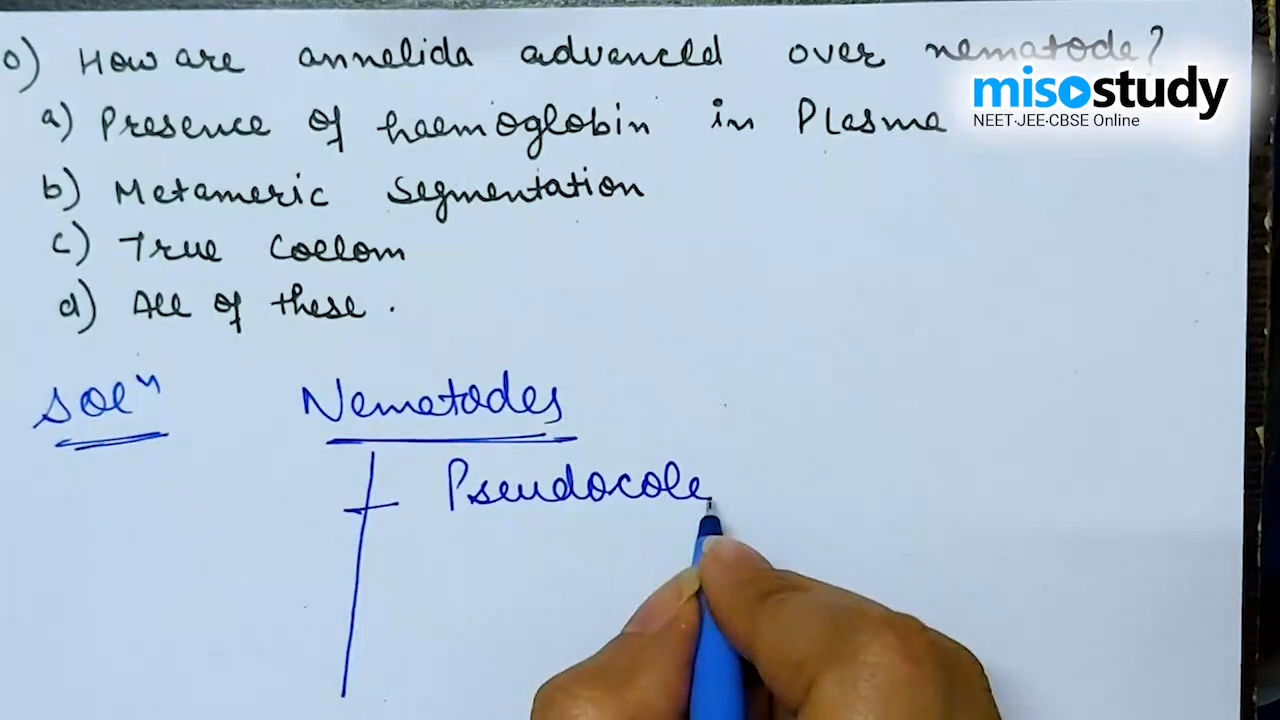 o) How are annelida advanced over nematode?
a) Presence of haemoglobin in Plasma
b) Metameric segmentation
c) True Coelom
d) All of these.
misostudy
NEET-JEE-CBSE Online
Solⁿ
Nematodes
Pseudocole